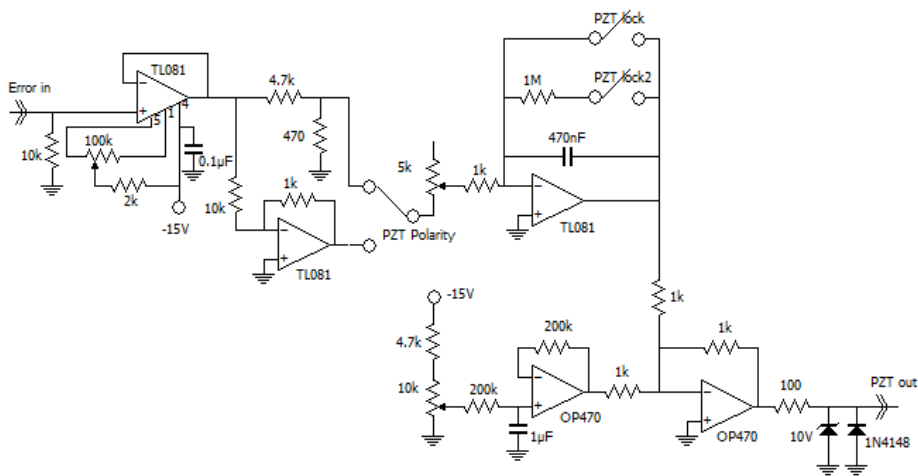 PZT lock
TL081
4.7k
1M
PZT lock2
Error in
5
1
4
470nF
100k
0.1µF
470
5k
1k
10k
2k
10k
1k
-15V
PZT Polarity
TL081
TL081
-15V
1k
4.7k
200k
1k
10k
200k
1k
100
PZT out
1µF
OP470
OP470
10V
1N4148